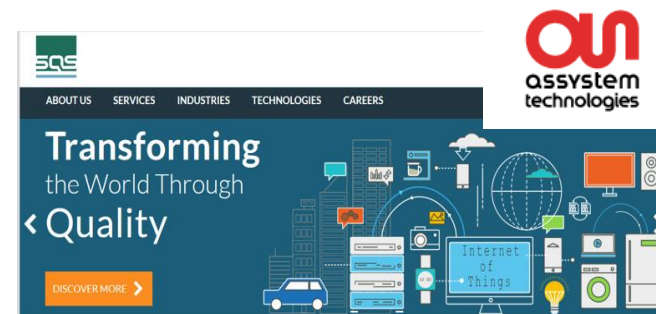 SQS
assystem
technologies
ABOUT US SERVICES INDUSTRIES TECHNOLOGIES CAREERS
Transforming
the World Through
Quality
DISCOVER MORE
Internet
of
Things